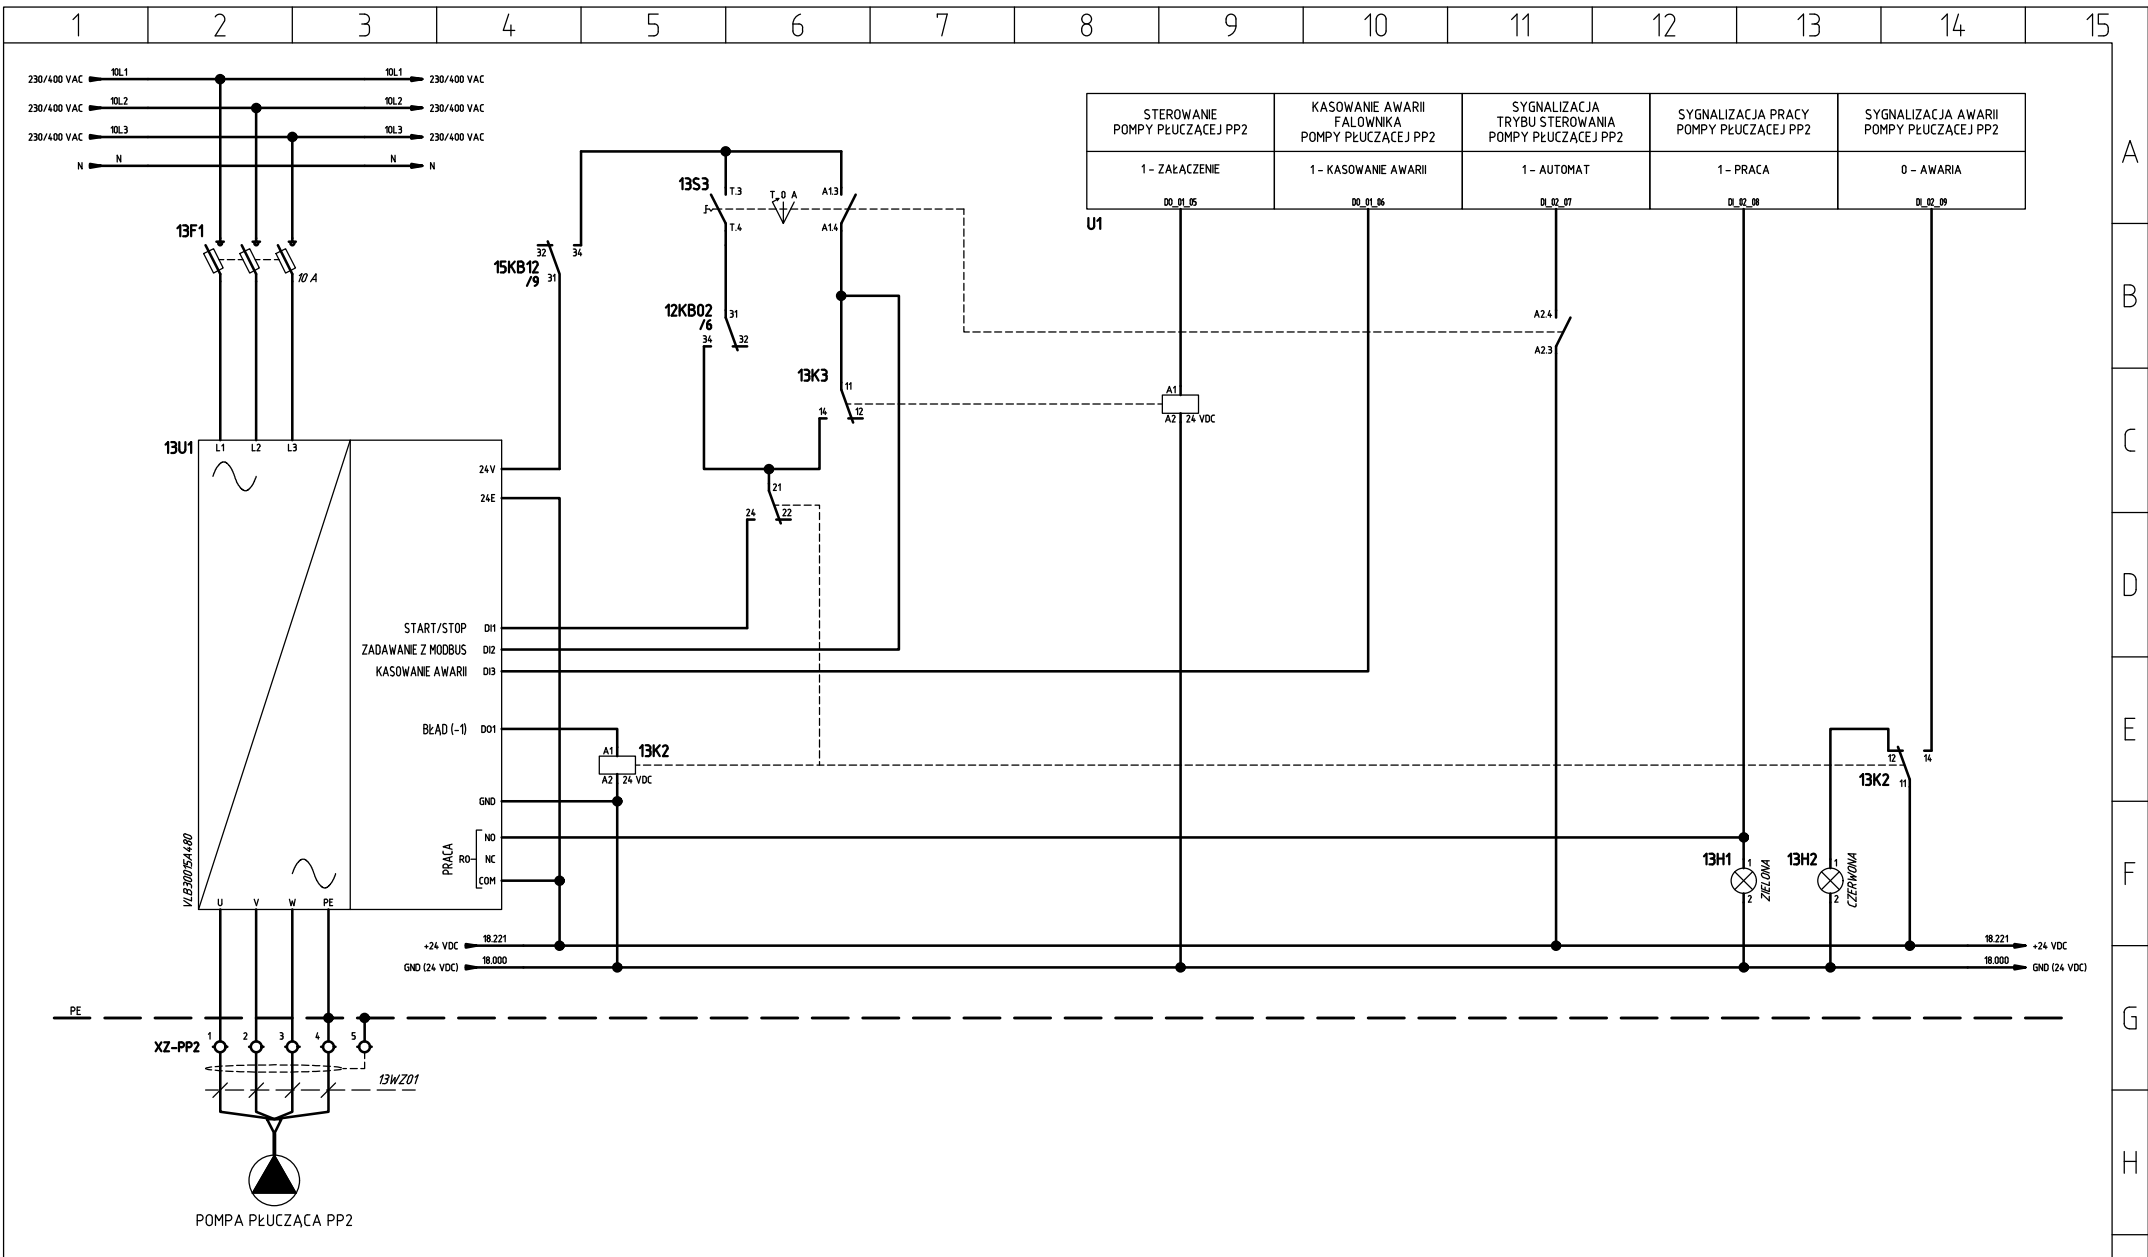 1 2 3 4 5 6 7 8 9 10 11 12 13 14 15
A
B
C
D
E
F
G
H
230/400 VAC 10L1 10L1 230/400 VAC
230/400 VAC 10L2 10L2 230/400 VAC
230/400 VAC 10L3 10L3 230/400 VAC
N N N N
STEROWANIE
POMPY PŁUCZĄCEJ PP2
1 - ZAŁĄCZENIE
DO_01_05
KASOWANIE AWARII
FALOWNIKA
POMPY PŁUCZĄCEJ PP2
1 - KASOWANIE AWARII
DO_01_06
SYGNALIZACJA
TRYBU STEROWANIA
POMPY PŁUCZĄCEJ PP2
1 - AUTOMAT
DI_02_07
SYGNALIZACJA PRACY
POMPY PŁUCZĄCEJ PP2
1 - PRACA
DI_02_08
SYGNALIZACJA AWARII
POMPY PŁUCZĄCEJ PP2
0 - AWARIA
DI_02_09
U1
13F1
10 A
13S3
T.3
T.4
T 0 A
A1.3
A1.4
15KB12
/9
32 34
31
12KB02
/6
31
34 32
13K3
11
14 12
A2.4
A2.3
A1
A2 24 VDC
21
24 22
13U1
L1 L2 L3
24V
24E
START/STOP DI1
ZADAWANIE Z MODBUS DI2
KASOWANIE AWARII DI3
BŁĄD (-1) DO1
GND
PRACA
RO
NO
NC
COM
VLB30015A480
U V W PE
A1 13K2
A2 24 VDC
12 14
13K2 11
13H1
1
2
ZIELONA
13H2
1
2
CZERWONA
+24 VDC 18.221 18.221 +24 VDC
GND (24 VDC) 18.000 18.000 GND (24 VDC)
PE
XZ-PP2 1 2 3 4 5
13WZ01
POMPA PŁUCZĄCA PP2